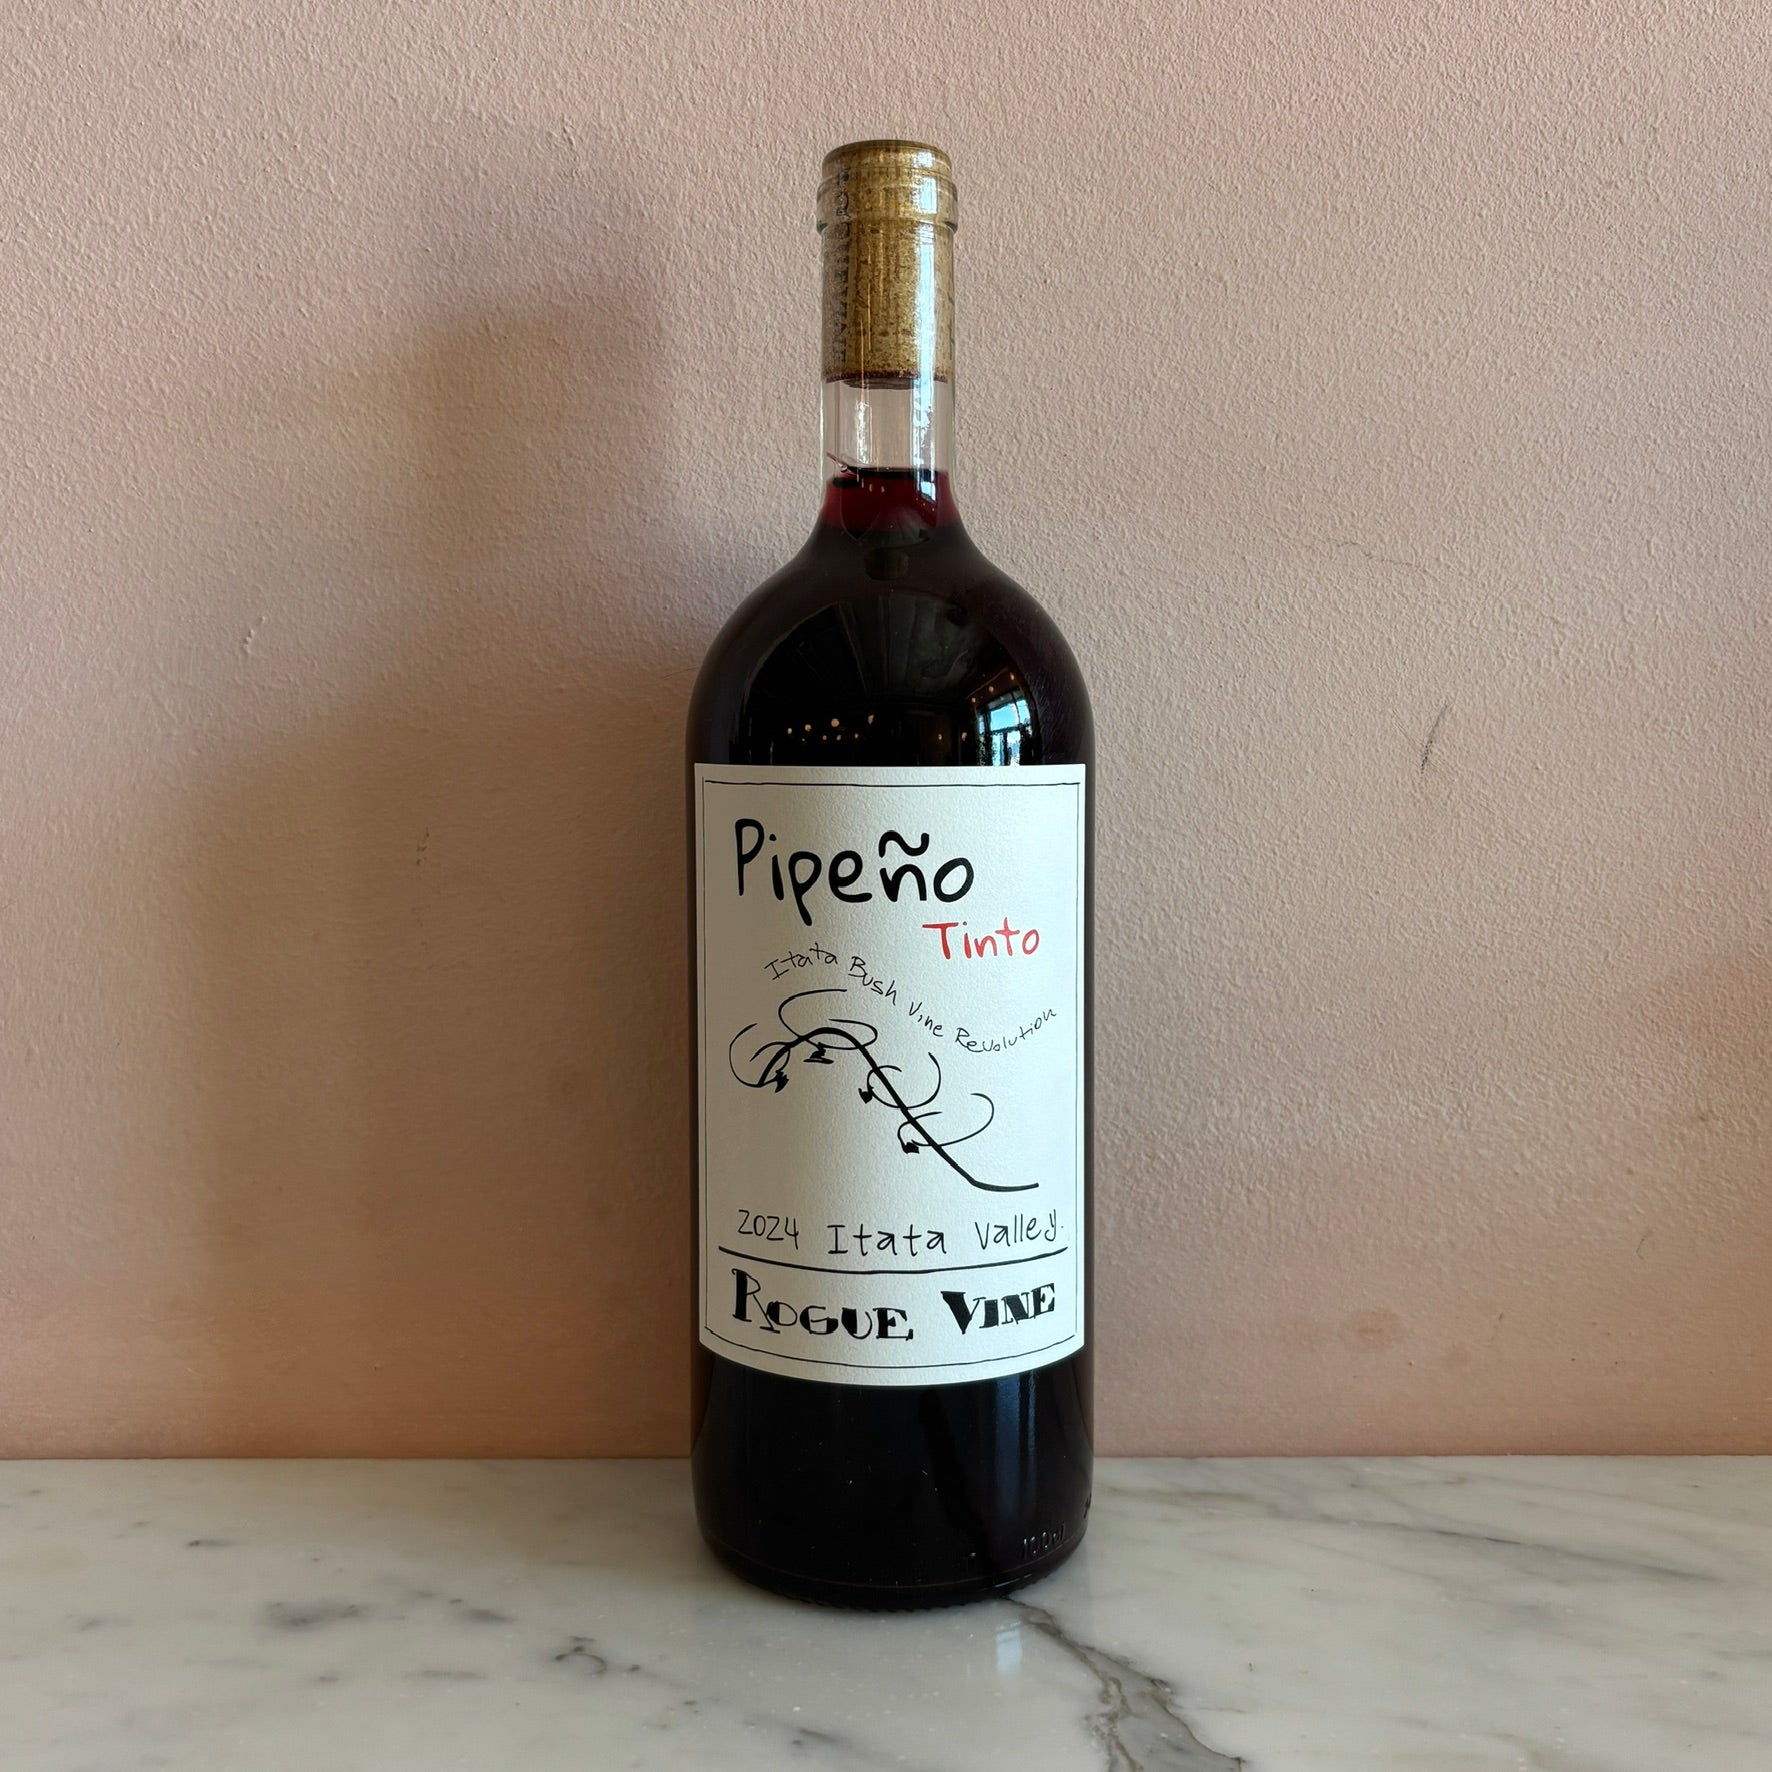 Pipeño
Tinto
Itata Bush Vine Revolution
2024 Itata Valley.
ROGUE VINE